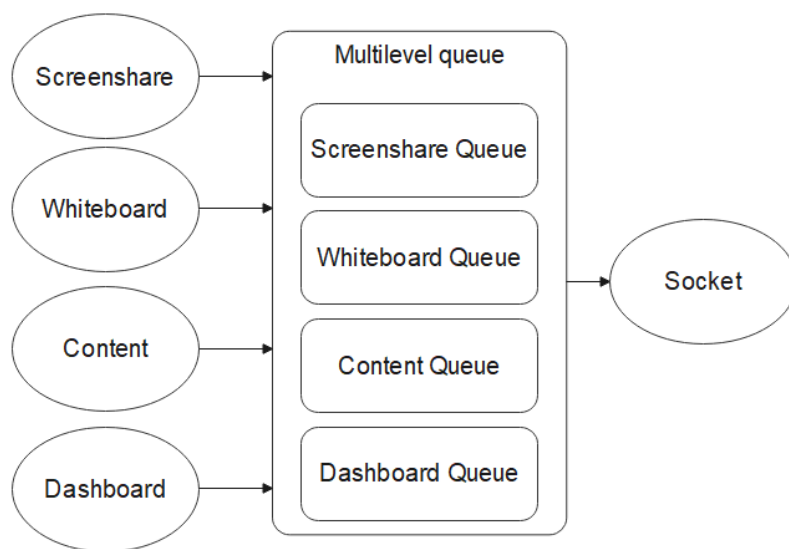 Screenshare
Multilevel queue
Screenshare Queue
Whiteboard
Whiteboard Queue
Socket
Content
Content Queue
Dashboard
Dashboard Queue